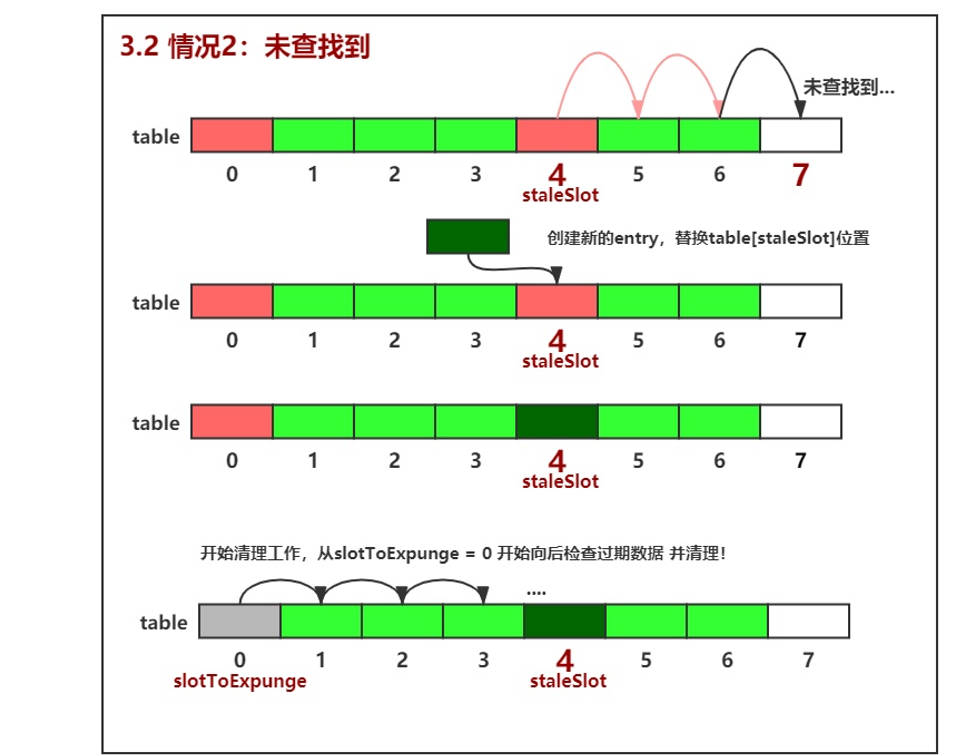 3.2 情况2：未查找到
未查找到...
table
0 1 2 3 4 5 6 7
staleSlot
创建新的entry，替换table[staleSlot]位置
table
0 1 2 3 4 5 6 7
staleSlot
table
0 1 2 3 4 5 6 7
staleSlot
开始清理工作，从slotToExpunge = 0 开始向后检查过期数据 并清理！
....
table
0 1 2 3 4 5 6 7
slotToExpunge staleSlot